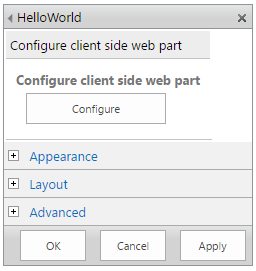 HelloWorld
Configure client side web part
Configure client side web part
Configure
Appearance
Layout
Advanced
OK Cancel Apply